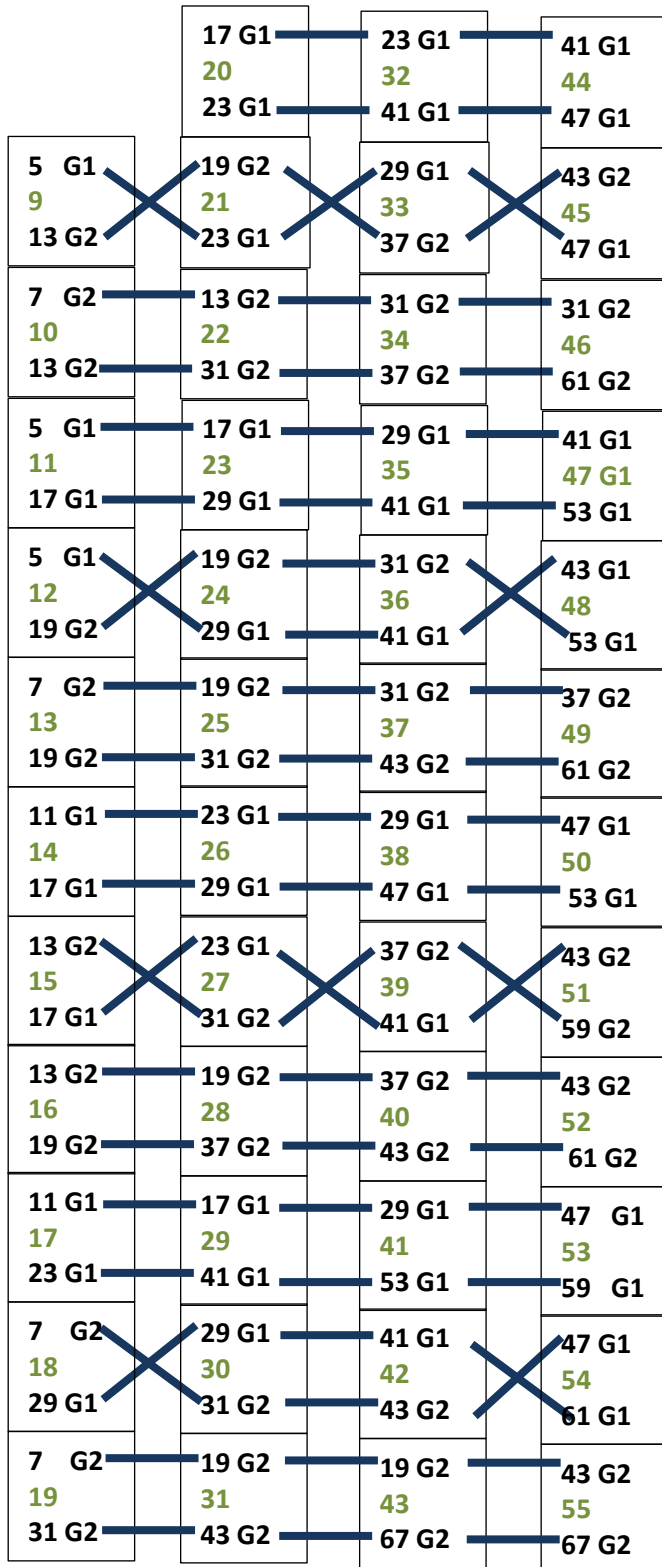 17 G1
20
23 G1
23 G1
32
41 G1
41 G1
44
47 G1
5 G1
9
13 G2
19 G2
21
23 G1
29 G1
33
37 G2
43 G2
45
47 G1
7 G2
10
13 G2
13 G2
22
31 G2
31 G2
34
37 G2
31 G2
46
61 G2
5 G1
11
17 G1
17 G1
23
29 G1
29 G1
35
41 G1
41 G1
47 G1
53 G1
5 G1
12
19 G2
19 G2
24
29 G1
31 G2
36
41 G1
43 G1
48
53 G1
7 G2
13
19 G2
19 G2
25
31 G2
31 G2
37
43 G2
37 G2
49
61 G2
11 G1
14
17 G1
23 G1
26
29 G1
29 G1
38
47 G1
47 G1
50
53 G1
13 G2
15
17 G1
23 G1
27
31 G2
37 G2
39
41 G1
43 G2
51
59 G2
13 G2
16
19 G2
19 G2
28
37 G2
37 G2
40
43 G2
43 G2
52
61 G2
11 G1
17
23 G1
17 G1
29
41 G1
29 G1
41
53 G1
47 G1
53
59 G1
7 G2
18
29 G1
29 G1
30
31 G2
41 G1
42
43 G2
47 G1
54
61 G1
7 G2
19
31 G2
19 G2
31
43 G2
19 G2
43
67 G2
43 G2
55
67 G2